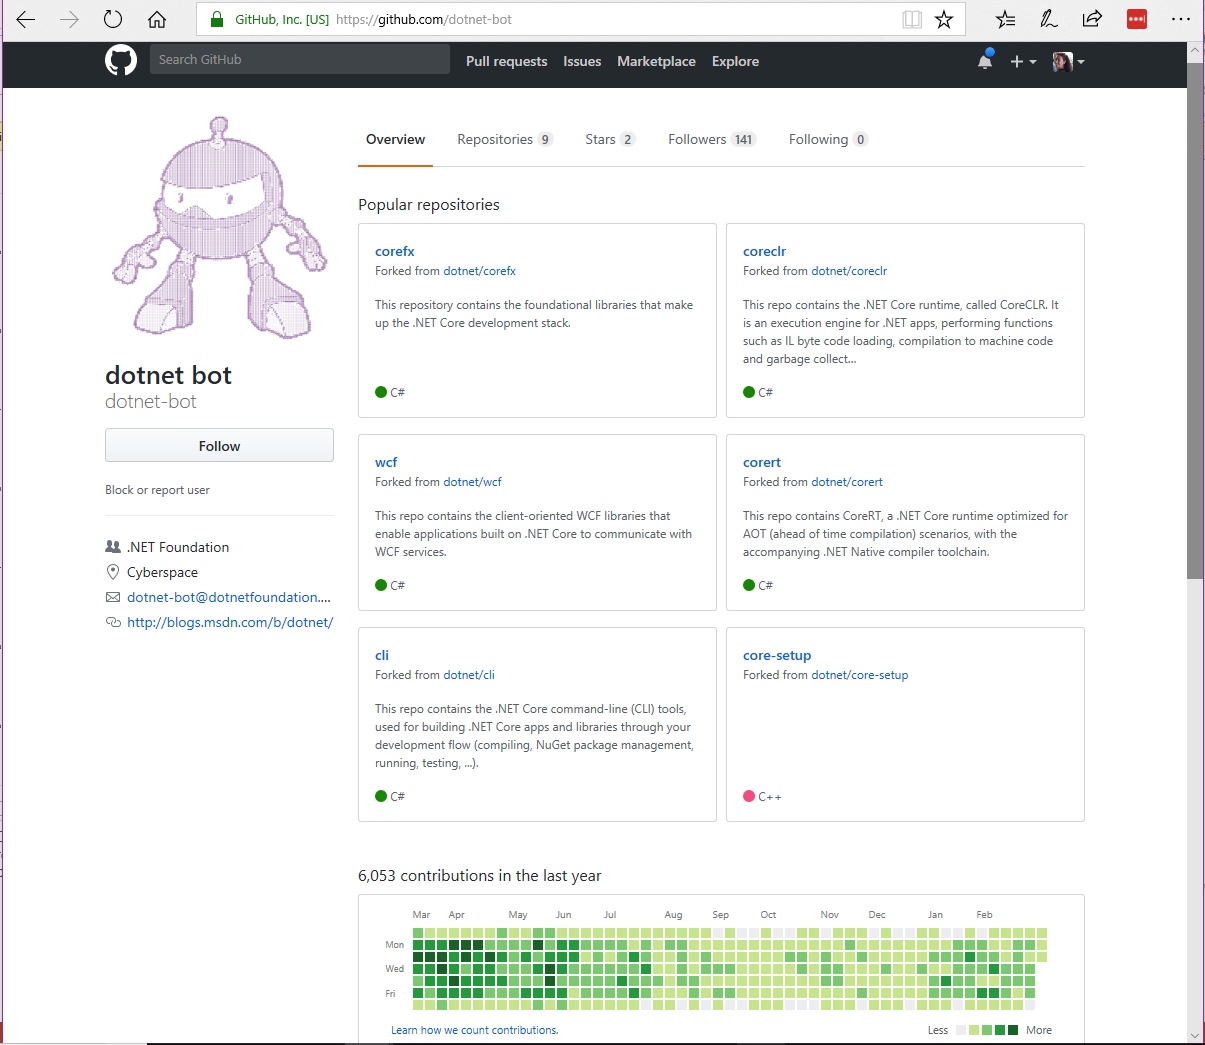 GitHub, Inc. [US] https://github.com/dotnet-bot
Search GitHub
Pull requests Issues Marketplace Explore
Overview Repositories 9 Stars 2 Followers 141 Following 0
dotnet bot
dotnet-bot
Follow
Block or report user
.NET Foundation
Cyberspace
dotnet-bot@dotnetfoundation....
http://blogs.msdn.com/b/dotnet/
Popular repositories
corefx
Forked from dotnet/corefx
This repository contains the foundational libraries that make
up the .NET Core development stack.
C#
coreclr
Forked from dotnet/coreclr
This repo contains the .NET Core runtime, called CoreCLR. It
is an execution engine for .NET apps, performing functions
such as IL byte code loading, compilation to machine code
and garbage collect...
C#
wcf
Forked from dotnet/wcf
This repo contains the client-oriented WCF libraries that
enable applications built on .NET Core to communicate with
WCF services.
C#
corert
Forked from dotnet/corert
This repo contains CoreRT, a .NET Core runtime optimized for
AOT (ahead of time compilation) scenarios, with the
accompanying .NET Native compiler toolchain.
C#
cli
Forked from dotnet/cli
This repo contains the .NET Core command-line (CLI) tools,
used for building .NET Core apps and libraries through your
development flow (compiling, NuGet package management,
running, testing, ...).
C#
core-setup
Forked from dotnet/core-setup
C++
6,053 contributions in the last year
Mar Apr May Jun Jul Aug Sep Oct Nov Dec Jan Feb
Mon
Wed
Fri
Learn how we count contributions.
Less More